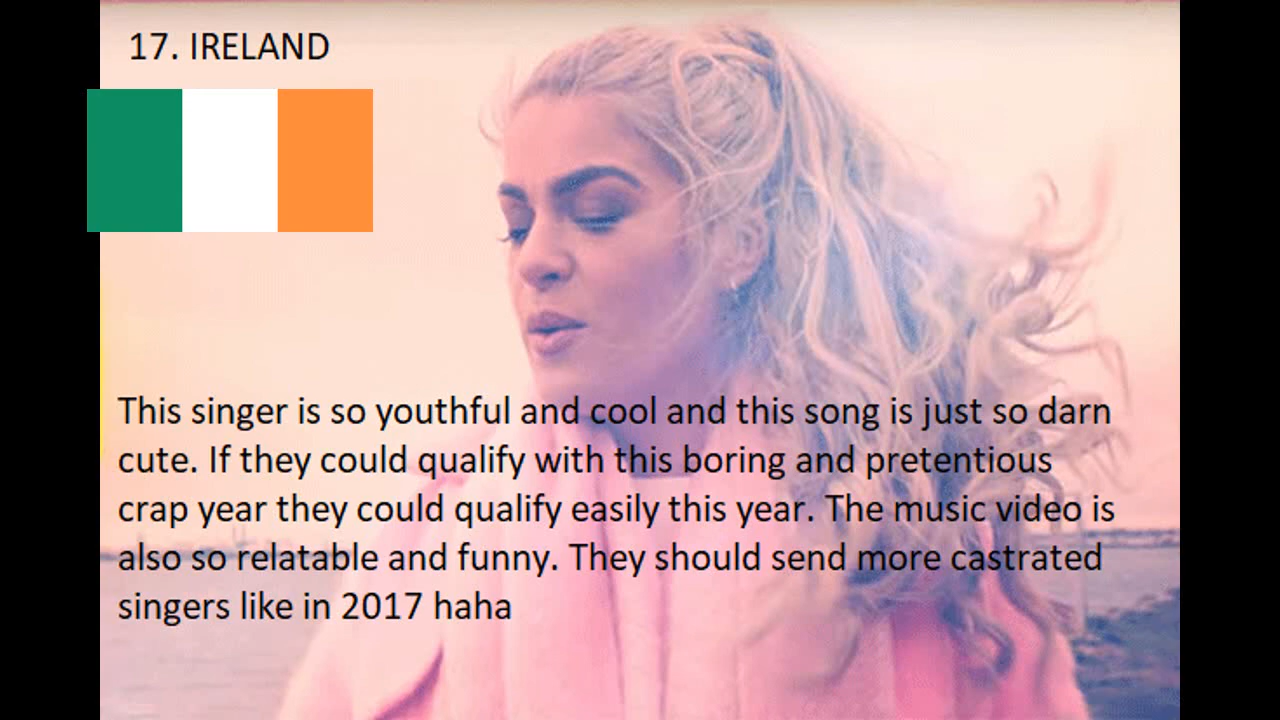 17. IRELAND
This singer is so youthful and cool and this song is just so darn
cute. If they could qualify with this boring and pretentious
crap year they could qualify easily this year. The music video is
also so relatable and funny. They should send more castrated
singers like in 2017 haha